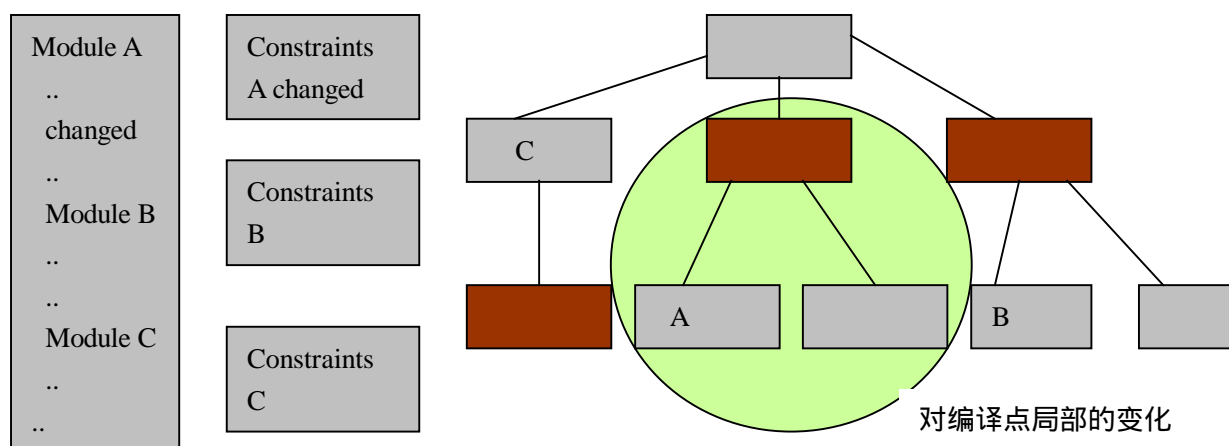 Module A
..
changed
..
Module B
..
..
Module C
..
..
Constraints
A changed
Constraints
B
Constraints
C
C
A
B
对编译点局部的变化